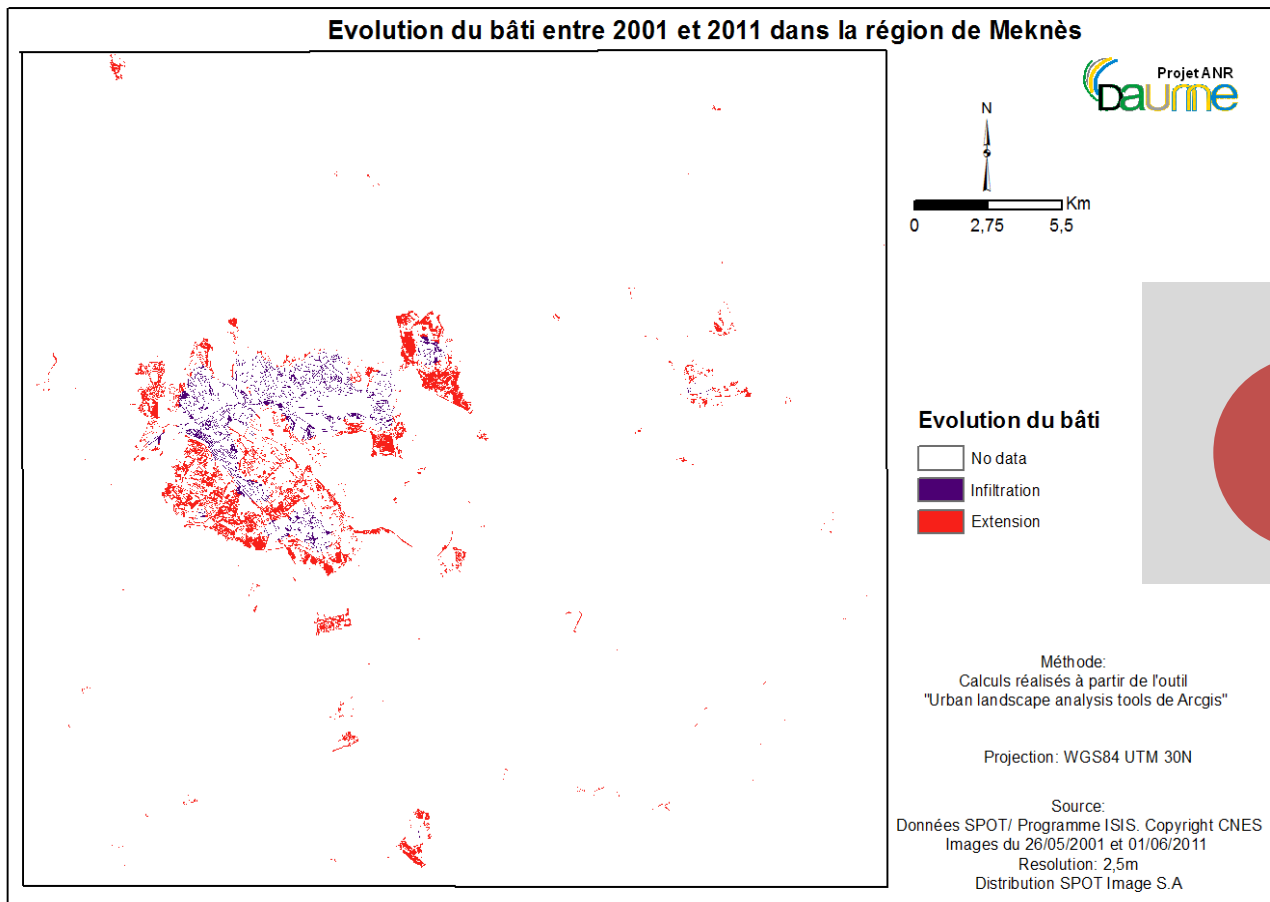 Evolution du bâti entre 2001 et 2011 dans la région de Meknès
Projet ANR
Daume
N
Km
0 2,75 5,5
Evolution du bâti
No data
Infiltration
Extension
Méthode:
Calculs réalisés à partir de l'outil
"Urban landscape analysis tools de Arcgis"
Projection: WGS84 UTM 30N
Source:
Données SPOT/ Programme ISIS. Copyright CNES
Images du 26/05/2001 et 01/06/2011
Resolution: 2,5m
Distribution SPOT Image S.A